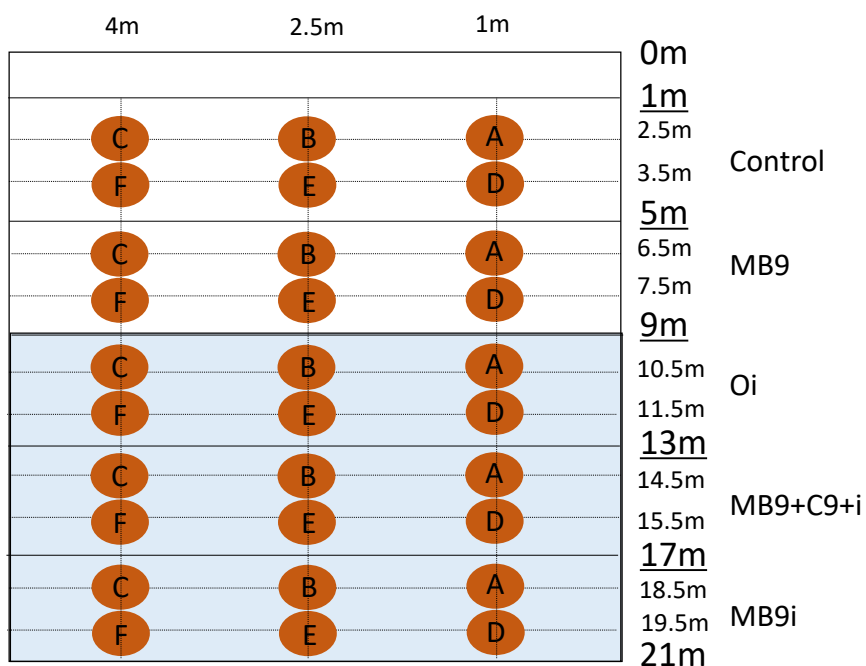 4m 2.5m 1m
0m
1m
C B A 2.5m
Control
F E D 3.5m
5m
C B A 6.5m
MB9
F E D 7.5m
9m
C B A 10.5m
Oi
F E D 11.5m
13m
C B A 14.5m
MB9+C9+i
F E D 15.5m
17m
C B A 18.5m
MB9i
F E D 19.5m
21m